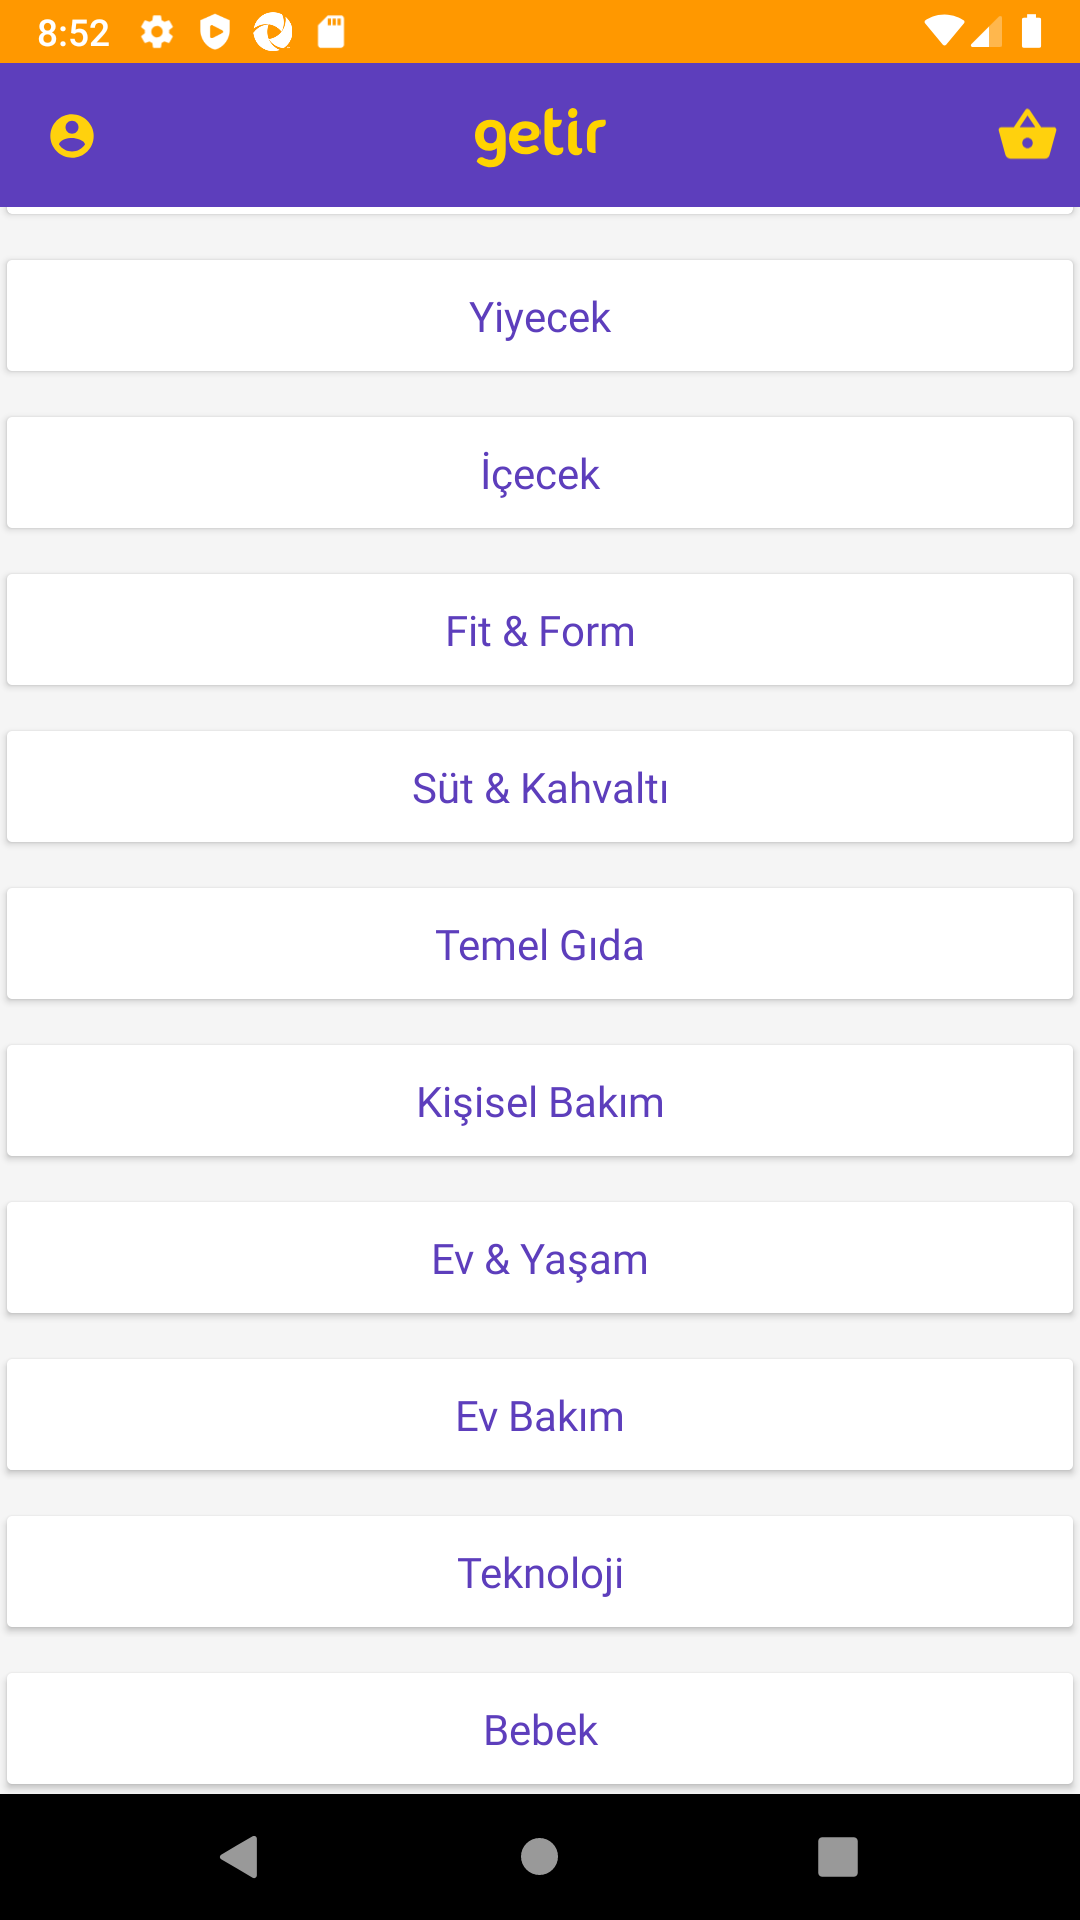 8:52
getir
Yiyecek
İçecek
Fit & Form
Süt & Kahvaltı
Temel Gıda
Kişisel Bakım
Ev & Yaşam
Ev Bakım
Teknoloji
Bebek